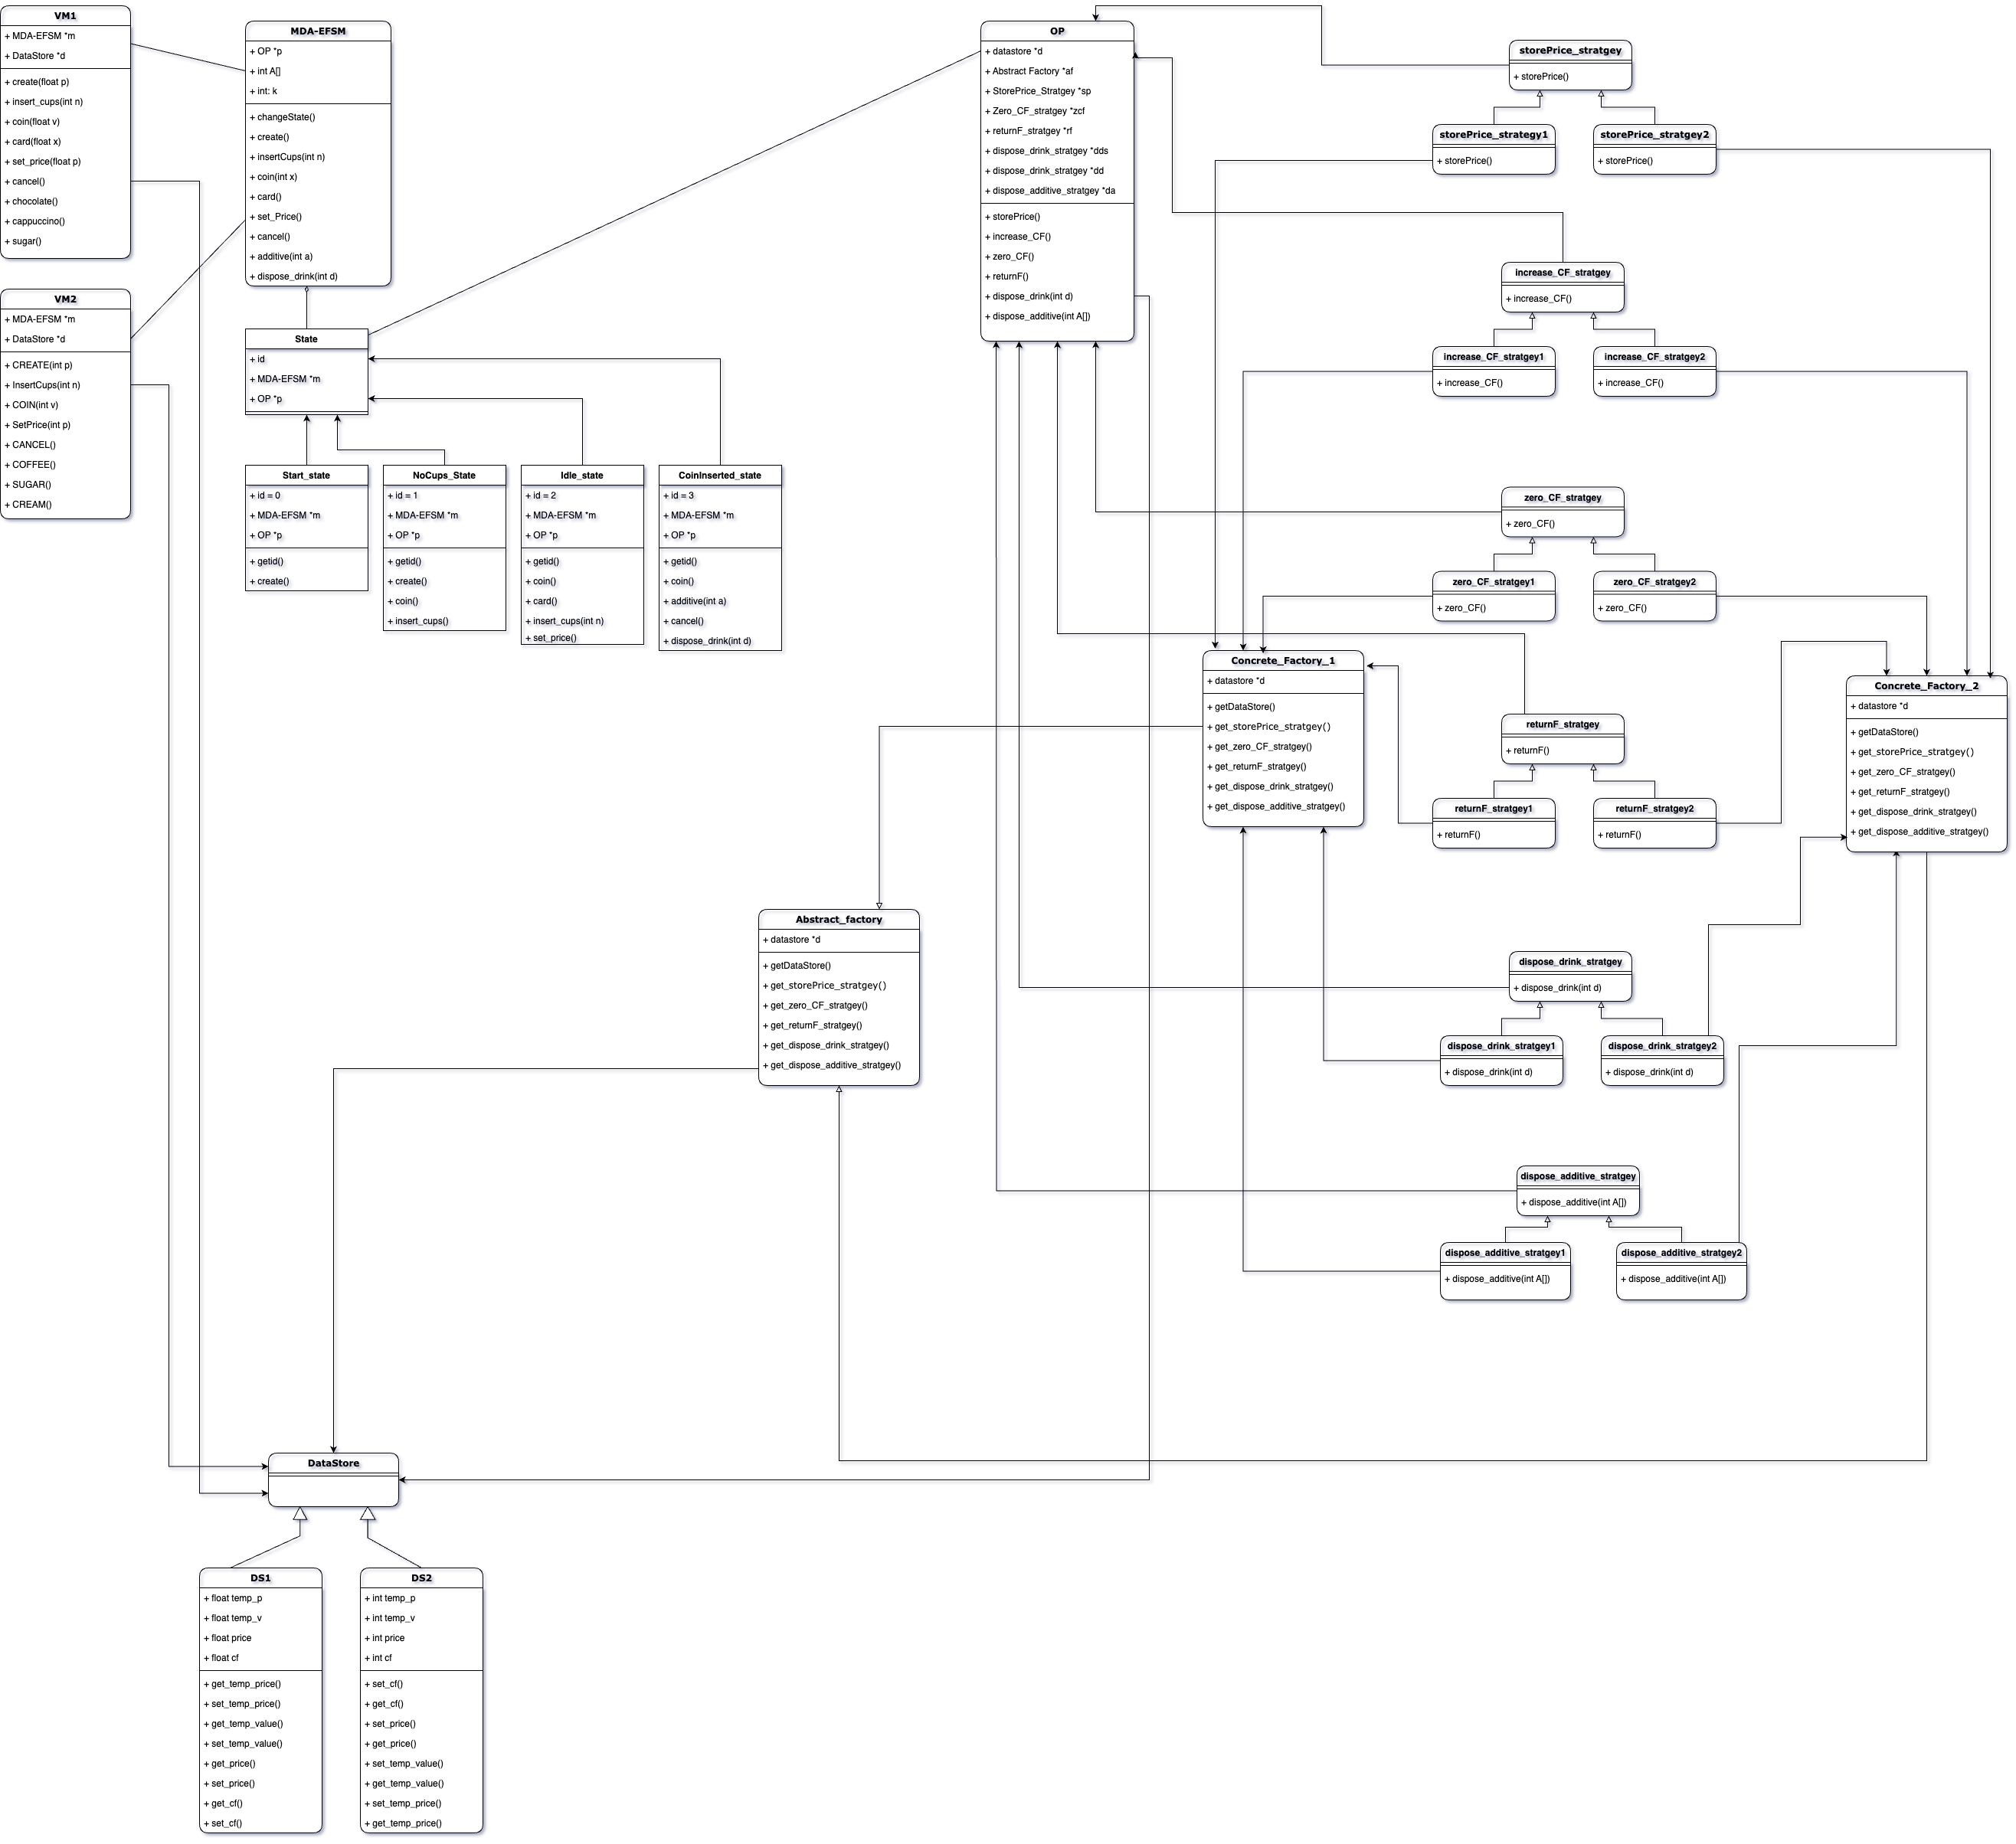 VM1
+ MDA-EFSM *m
+ DataStore *d
+ create(float p)
+ insert_cups(int n)
+ coin(float v)
+ card(float x)
+ set_price(float p)
+ cancel()
+ chocolate()
+ cappuccino()
+ sugar()
VM2
+ MDA-EFSM *m
+ DataStore *d
+ CREATE(int p)
+ InsertCups(int n)
+ COIN(int v)
+ SetPrice(int p)
+ CANCEL()
+ COFFEE()
+ SUGAR()
+ CREAM()
MDA-EFSM
+ OP *p
+ int A[]
+ int: k
+ changeState()
+ create()
+ insertCups(int n)
+ coin(int x)
+ card()
+ set_Price()
+ cancel()
+ additive(int a)
+ dispose_drink(int d)
State
+ id
+ MDA-EFSM *m
+ OP *p
Start_state
+ id = 0
+ MDA-EFSM *m
+ OP *p
+ getid()
+ create()
NoCups_State
+ id = 1
+ MDA-EFSM *m
+ OP *p
+ getid()
+ create()
+ coin()
+ insert_cups()
Idle_state
+ id = 2
+ MDA-EFSM *m
+ OP *p
+ getid()
+ coin()
+ card()
+ insert_cups(int n)
+ set_price()
CoinInserted_state
+ id = 3
+ MDA-EFSM *m
+ OP *p
+ getid()
+ coin()
+ additive(int a)
+ cancel()
+ dispose_drink(int d)
OP
+ datastore *d
+ Abstract Factory *af
+ StorePrice_Stratgey *sp
+ Zero_CF_stratgey *zcf
+ returnF_stratgey *rf
+ dispose_drink_stratgey *dds
+ dispose_drink_stratgey *dd
+ dispose_additive_stratgey *da
+ storePrice()
+ increase_CF()
+ zero_CF()
+ returnF()
+ dispose_drink(int d)
+ dispose_additive(int A[])
storePrice_stratgey
+ storePrice()
storePrice_strategy1
+ storePrice()
storePrice_stratgey2
+ storePrice()
increase_CF_stratgey
+ increase_CF()
increase_CF_stratgey1
+ increase_CF()
increase_CF_stratgey2
+ increase_CF()
zero_CF_stratgey
+ zero_CF()
zero_CF_stratgey1
+ zero_CF()
zero_CF_stratgey2
+ zero_CF()
Concrete_Factory_1
+ datastore *d
+ getDataStore()
+ get_storePrice_stratgey()
+ get_zero_CF_stratgey()
+ get_returnF_stratgey()
+ get_dispose_drink_stratgey()
+ get_dispose_additive_stratgey()
returnF_stratgey
+ returnF()
returnF_stratgey1
+ returnF()
returnF_stratgey2
+ returnF()
Concrete_Factory_2
+ datastore *d
+ getDataStore()
+ get_storePrice_stratgey()
+ get_zero_CF_stratgey()
+ get_returnF_stratgey()
+ get_dispose_drink_stratgey()
+ get_dispose_additive_stratgey()
Abstract_factory
+ datastore *d
+ getDataStore()
+ get_storePrice_stratgey()
+ get_zero_CF_stratgey()
+ get_returnF_stratgey()
+ get_dispose_drink_stratgey()
+ get_dispose_additive_stratgey()
dispose_drink_stratgey
+ dispose_drink(int d)
dispose_drink_stratgey1
+ dispose_drink(int d)
dispose_drink_stratgey2
+ dispose_drink(int d)
dispose_additive_stratgey
+ dispose_additive(int A[])
dispose_additive_stratgey1
+ dispose_additive(int A[])
dispose_additive_stratgey2
+ dispose_additive(int A[])
DataStore
DS1
+ float temp_p
+ float temp_v
+ float price
+ float cf
+ get_temp_price()
+ set_temp_price()
+ get_temp_value()
+ set_temp_value()
+ get_price()
+ set_price()
+ get_cf()
+ set_cf()
DS2
+ int temp_p
+ int temp_v
+ int price
+ int cf
+ set_cf()
+ get_cf()
+ set_price()
+ get_price()
+ set_temp_value()
+ get_temp_value()
+ set_temp_price()
+ get_temp_price()